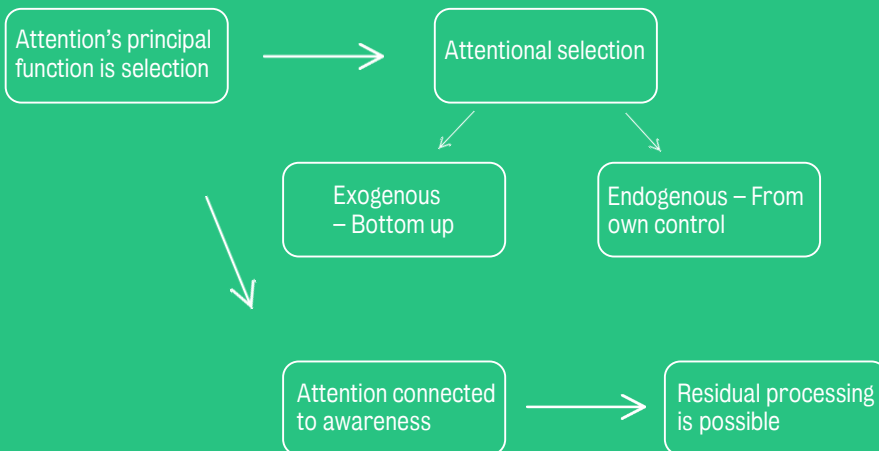 Attention's principal
function is selection
Attentional selection
Exogenous
– Bottom up
Endogenous – From
own control
Attention connected
to awareness
Residual processing
is possible